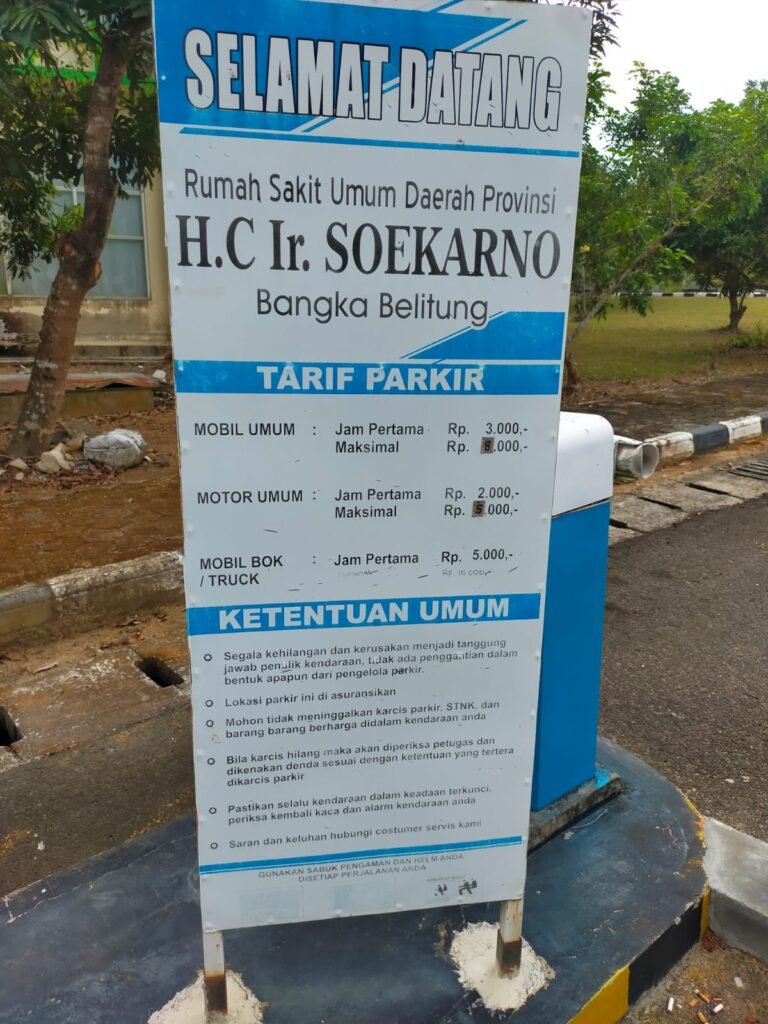 SELAMAT DATANG
Rumah Sakit Umum Daerah Provinsi
H.C Ir. SOEKARNO
Bangka Belitung
TARIF PARKIR
MOBIL UMUM : Jam Pertama Rp. 3.000,-
Maksimal Rp. 8.000,-
MOTOR UMUM : Jam Pertama Rp. 2.000,-
Maksimal Rp. 5.000,-
MOBIL BOK : Jam Pertama Rp. 5.000,-
/ TRUCK Rp. 10.000,-
KETENTUAN UMUM
Segala kehilangan dan kerusakan menjadi tanggung
jawab pemilik kendaraan, tidak ada penggantian dalam
bentuk apapun dari pengelola parkir.
Lokasi parkir ini di asuransikan
Mohon tidak meninggalkan karcis parkir, STNK, dan
barang barang berharga didalam kendaraan anda
Bila karcis hilang maka akan diperiksa petugas dan
dikenakan denda sesuai dengan ketentuan yang tertera
dikarcis parkir
Pastikan selalu kendaraan dalam keadaan terkunci,
periksa kembali kaca dan alarm kendaraan anda
Saran dan keluhan hubungi costumer servis kami
GUNAKAN SABUK PENGAMAN DAN HELM ANDA
DISETIAP PERJALANAN ANDA